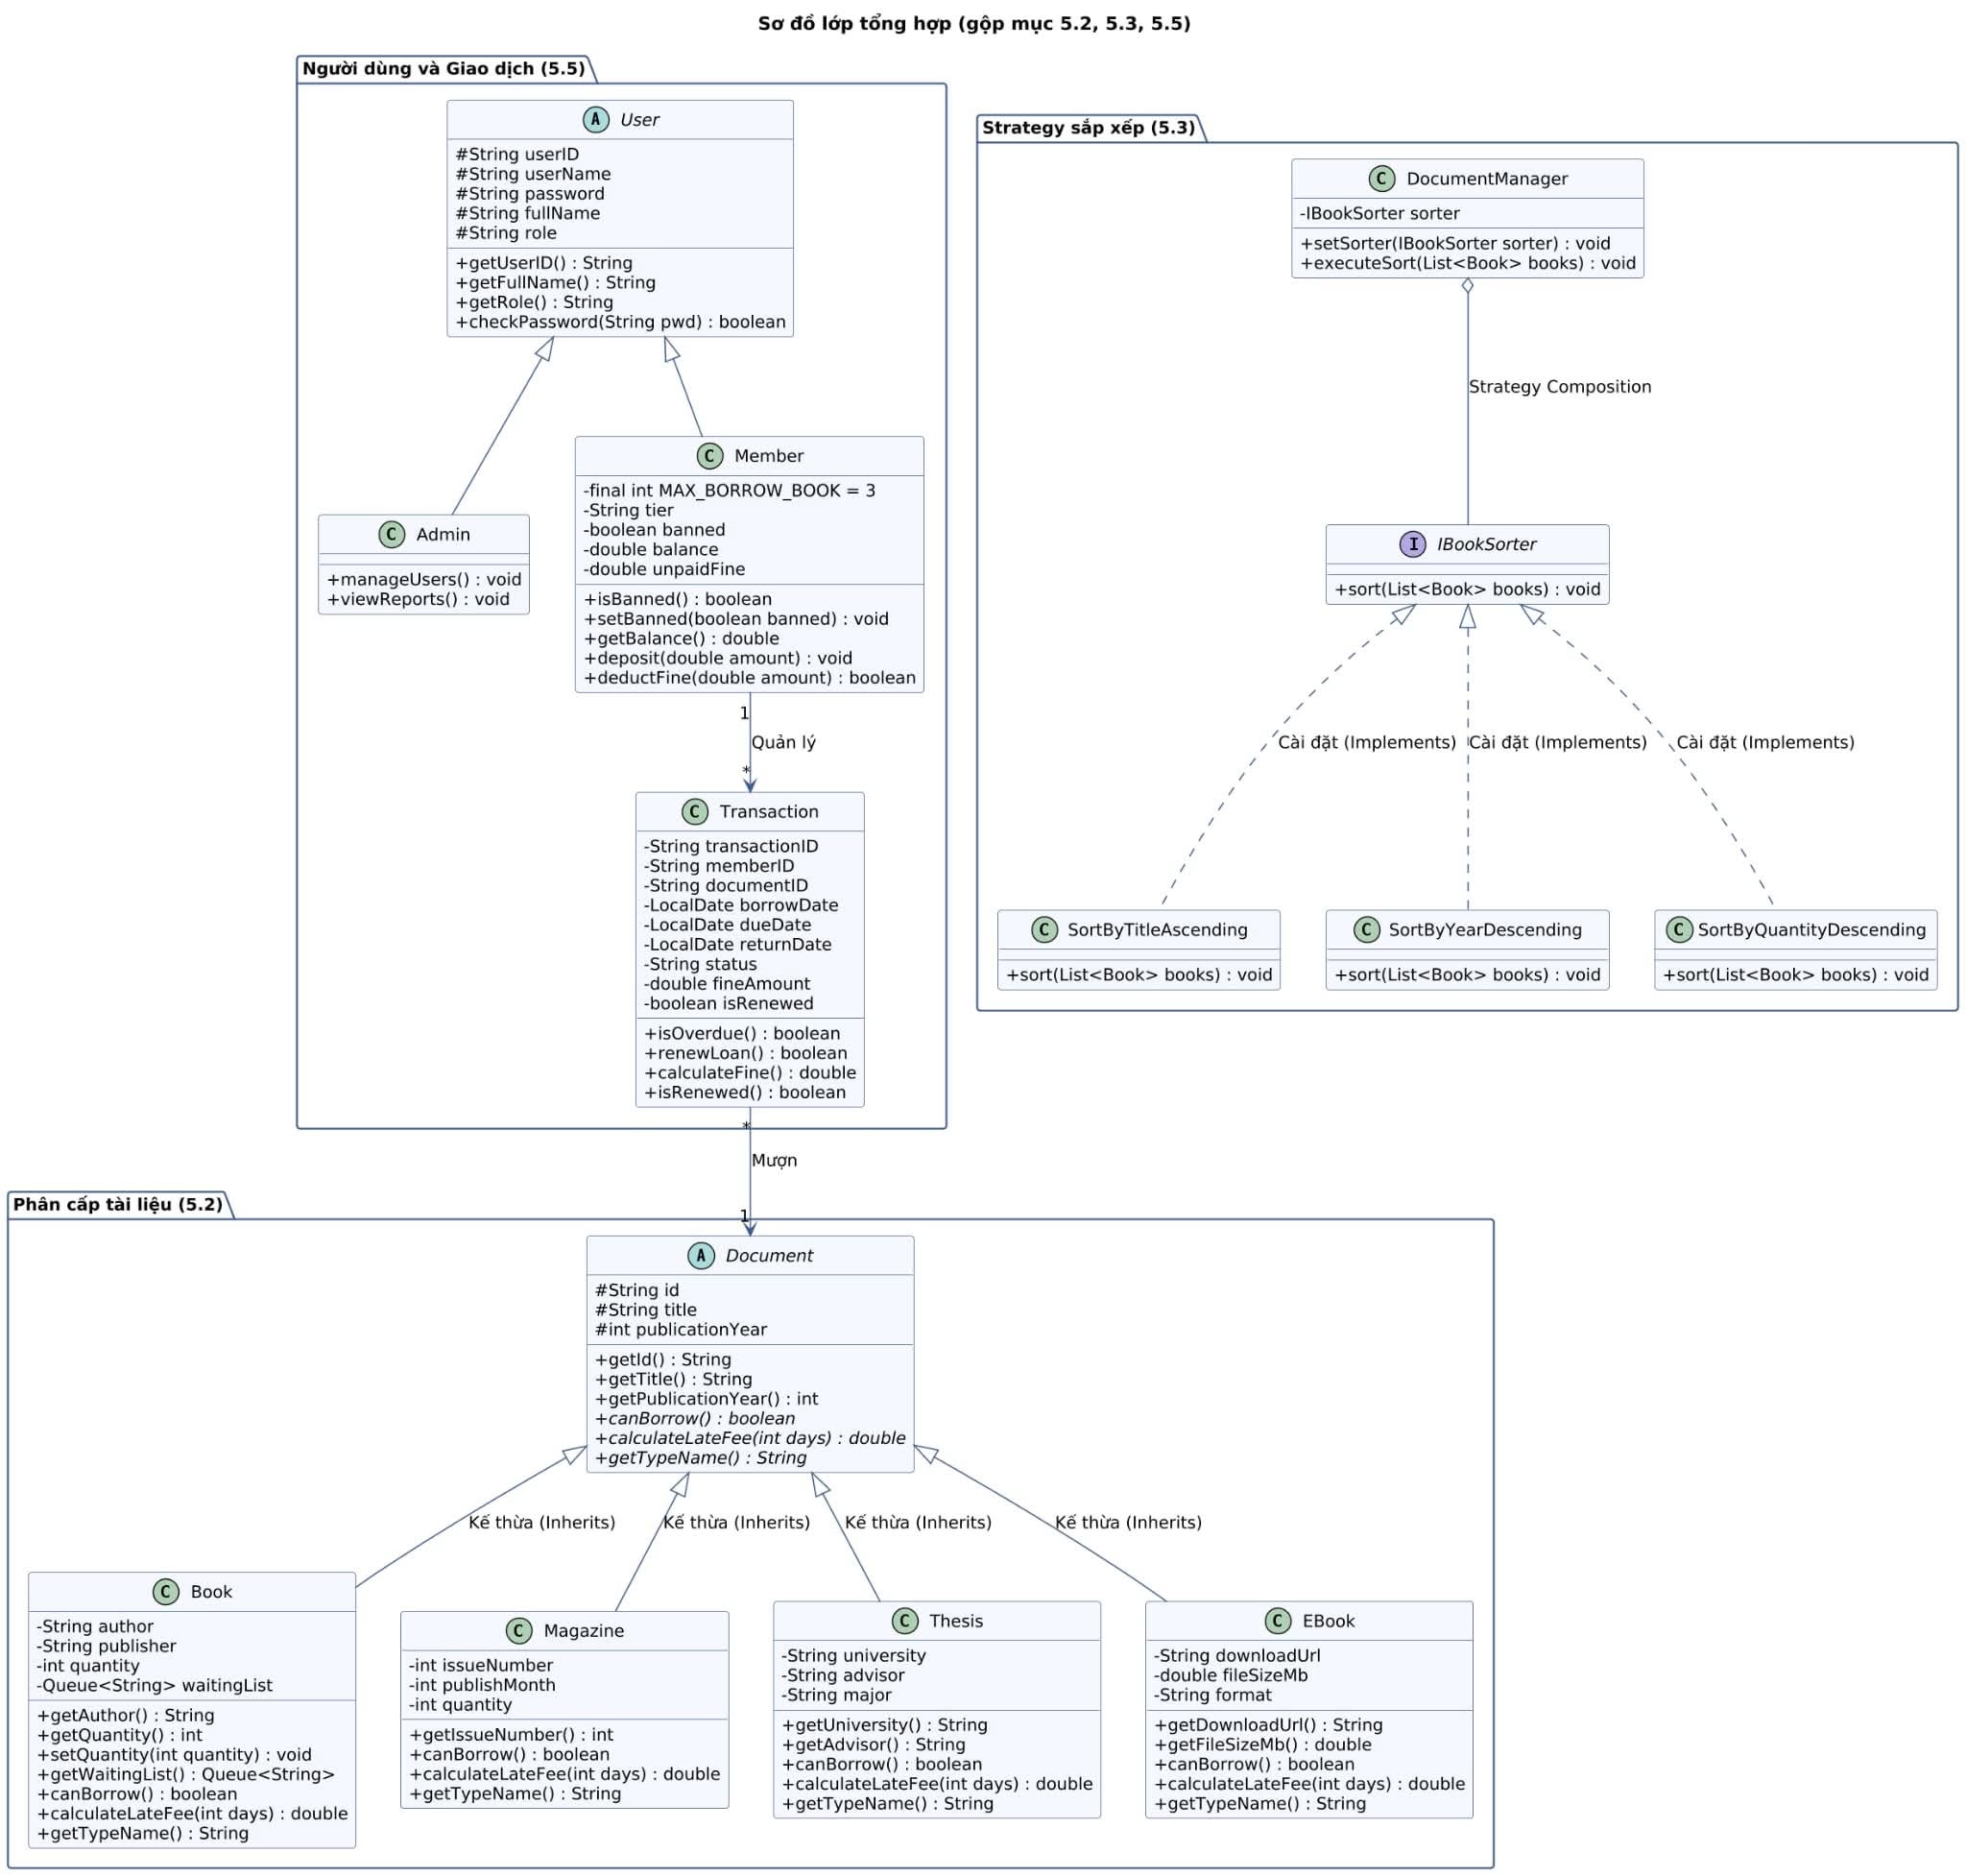 Sơ đồ lớp tổng hợp (gộp mục 5.2, 5.3, 5.5)
Người dùng và Giao dịch (5.5)
A User
#String userID
#String userName
#String password
#String fullName
#String role
+getUserID() : String
+getFullName() : String
+getRole() : String
+checkPassword(String pwd) : boolean
C Admin
+manageUsers() : void
+viewReports() : void
C Member
-final int MAX_BORROW_BOOK = 3
-String tier
-boolean banned
-double balance
-double unpaidFine
+isBanned() : boolean
+setBanned(boolean banned) : void
+getBalance() : double
+deposit(double amount) : void
+deductFine(double amount) : boolean
1
Quản lý
*
C Transaction
-String transactionID
-String memberID
-String documentID
-LocalDate borrowDate
-LocalDate dueDate
-LocalDate returnDate
-String status
-double fineAmount
-boolean isRenewed
+isOverdue() : boolean
+renewLoan() : boolean
+calculateFine() : double
+isRenewed() : boolean
*
Mượn
1
Strategy sắp xếp (5.3)
C DocumentManager
-IBookSorter sorter
+setSorter(IBookSorter sorter) : void
+executeSort(List<Book> books) : void
Strategy Composition
I IBookSorter
+sort(List<Book> books) : void
Cài đặt (Implements)
Cài đặt (Implements)
Cài đặt (Implements)
C SortByTitleAscending
+sort(List<Book> books) : void
C SortByYearDescending
+sort(List<Book> books) : void
C SortByQuantityDescending
+sort(List<Book> books) : void
Phân cấp tài liệu (5.2)
A Document
#String id
#String title
#int publicationYear
+getId() : String
+getTitle() : String
+getPublicationYear() : int
+canBorrow() : boolean
+calculateLateFee(int days) : double
+getTypeName() : String
Kế thừa (Inherits)
Kế thừa (Inherits)
Kế thừa (Inherits)
Kế thừa (Inherits)
C Book
-String author
-String publisher
-int quantity
-Queue<String> waitingList
+getAuthor() : String
+getQuantity() : int
+setQuantity(int quantity) : void
+getWaitingList() : Queue<String>
+canBorrow() : boolean
+calculateLateFee(int days) : double
+getTypeName() : String
C Magazine
-int issueNumber
-int publishMonth
-int quantity
+getIssueNumber() : int
+canBorrow() : boolean
+calculateLateFee(int days) : double
+getTypeName() : String
C Thesis
-String university
-String advisor
-String major
+getUniversity() : String
+getAdvisor() : String
+canBorrow() : boolean
+calculateLateFee(int days) : double
+getTypeName() : String
C EBook
-String downloadUrl
-double fileSizeMb
-String format
+getDownloadUrl() : String
+getFileSizeMb() : double
+canBorrow() : boolean
+calculateLateFee(int days) : double
+getTypeName() : String